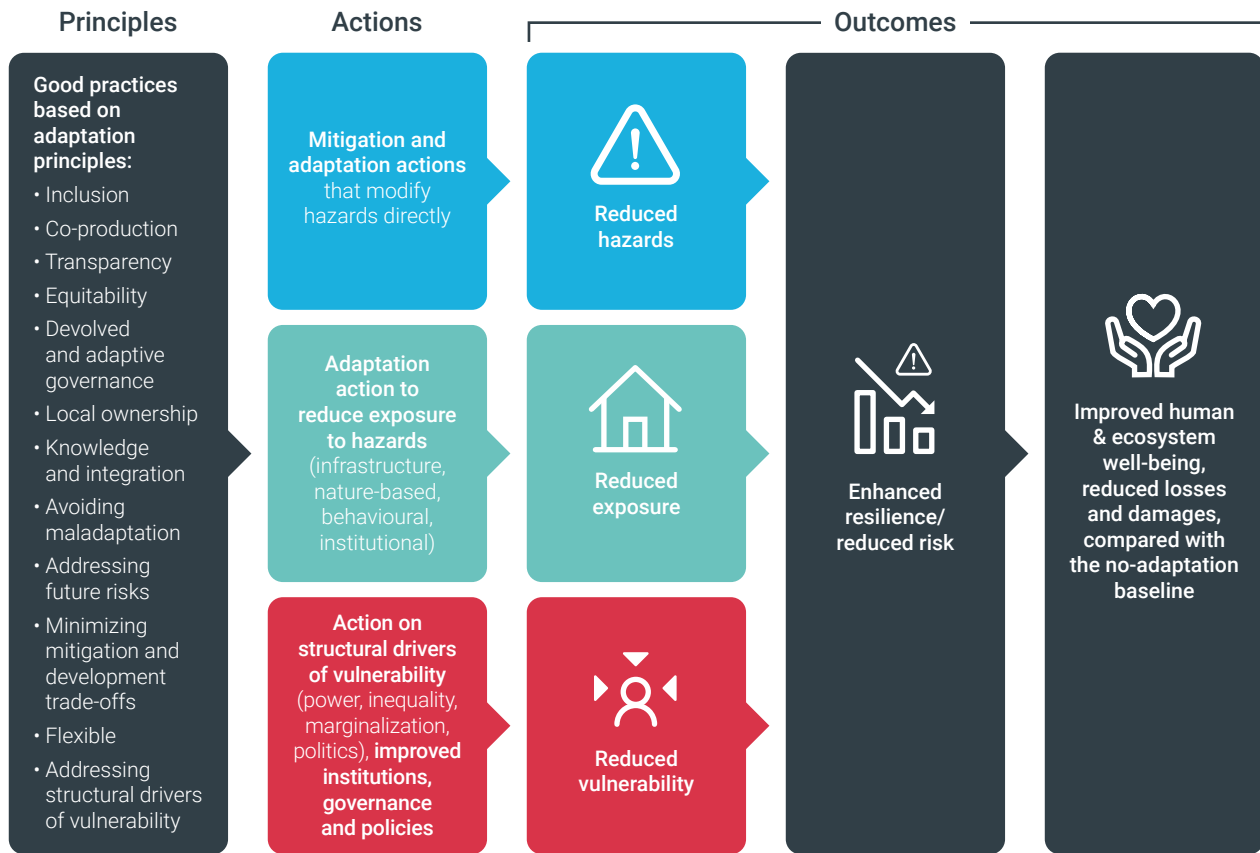 Principles
Actions
Outcomes
Good practices
based on
adaptation
principles:
• Inclusion
• Co-production
• Transparency
• Equitability
• Devolved
and adaptive
governance
• Local ownership
• Knowledge
and integration
• Avoiding
maladaptation
• Addressing
future risks
• Minimizing
mitigation and
development
trade-offs
• Flexible
• Addressing
structural drivers
of vulnerability
Mitigation and
adaptation actions
that modify
hazards directly
Adaptation
action to
reduce exposure
to hazards
(infrastructure,
nature-based,
behavioural,
institutional)
Action on
structural drivers
of vulnerability
(power, inequality,
marginalization,
politics), improved
institutions,
governance
and policies
Reduced
hazards
Reduced
exposure
Reduced
vulnerability
Enhanced
resilience/
reduced risk
Improved human
& ecosystem
well-being,
reduced losses
and damages,
compared with
the no-adaptation
baseline